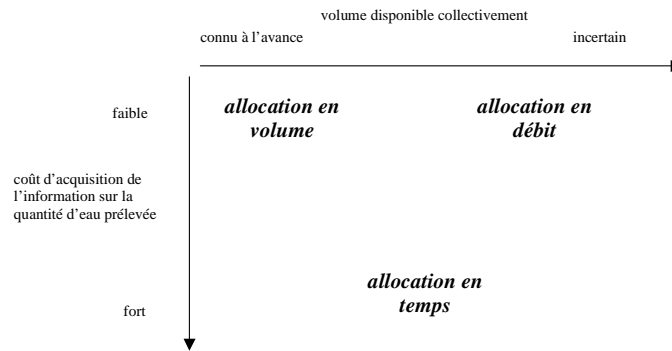 volume disponible collectivement
connu à l’avance
incertain
faible
allocation en
volume
allocation en
débit
coût d’acquisition de
l’information sur la
quantité d’eau prélevée
allocation en
temps
fort